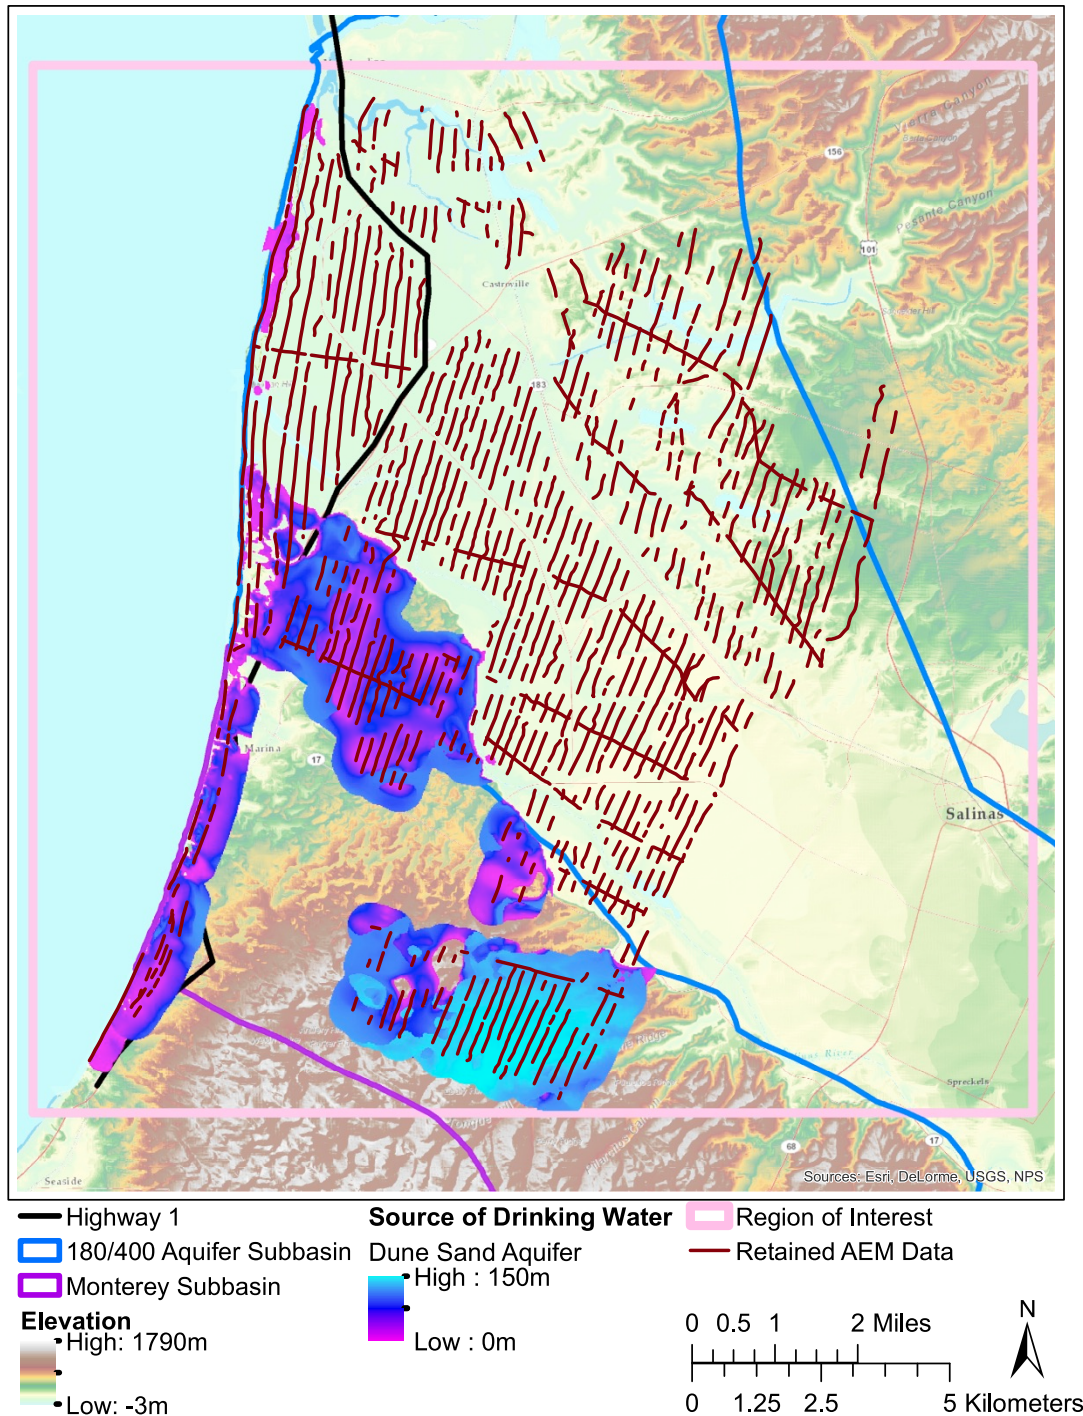 156
Pesante Canyon
101
Castroville
183
Marina
17
Salinas
Spreckels
68
17
Seaside
Sources: Esri, DeLorme, USGS, NPS
Highway 1
180/400 Aquifer Subbasin
Monterey Subbasin
Elevation
High: 1790m
Low: -3m
Source of Drinking Water
Dune Sand Aquifer
High : 150m
Low : 0m
Region of Interest
Retained AEM Data
0 0.5 1 2 Miles
0 1.25 2.5 5 Kilometers
N